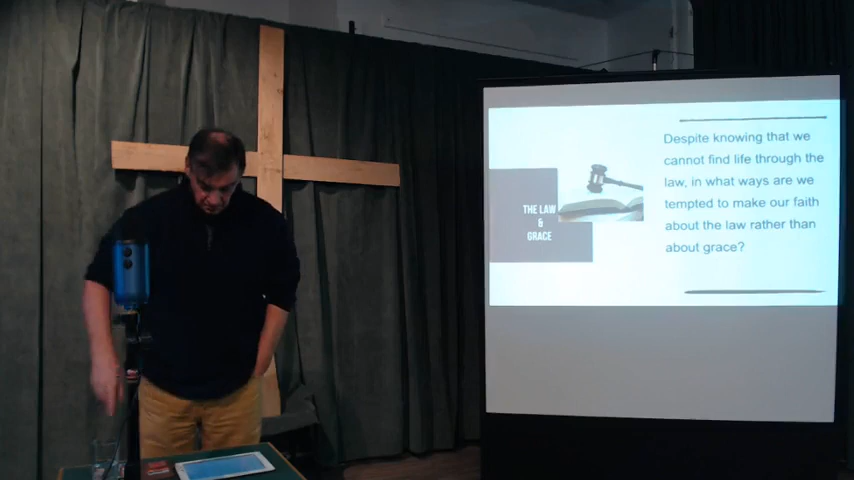 THE LAW
&
GRACE
Despite knowing that we
cannot find life through the
law, in what ways are we
tempted to make our faith
about the law rather than
about grace?